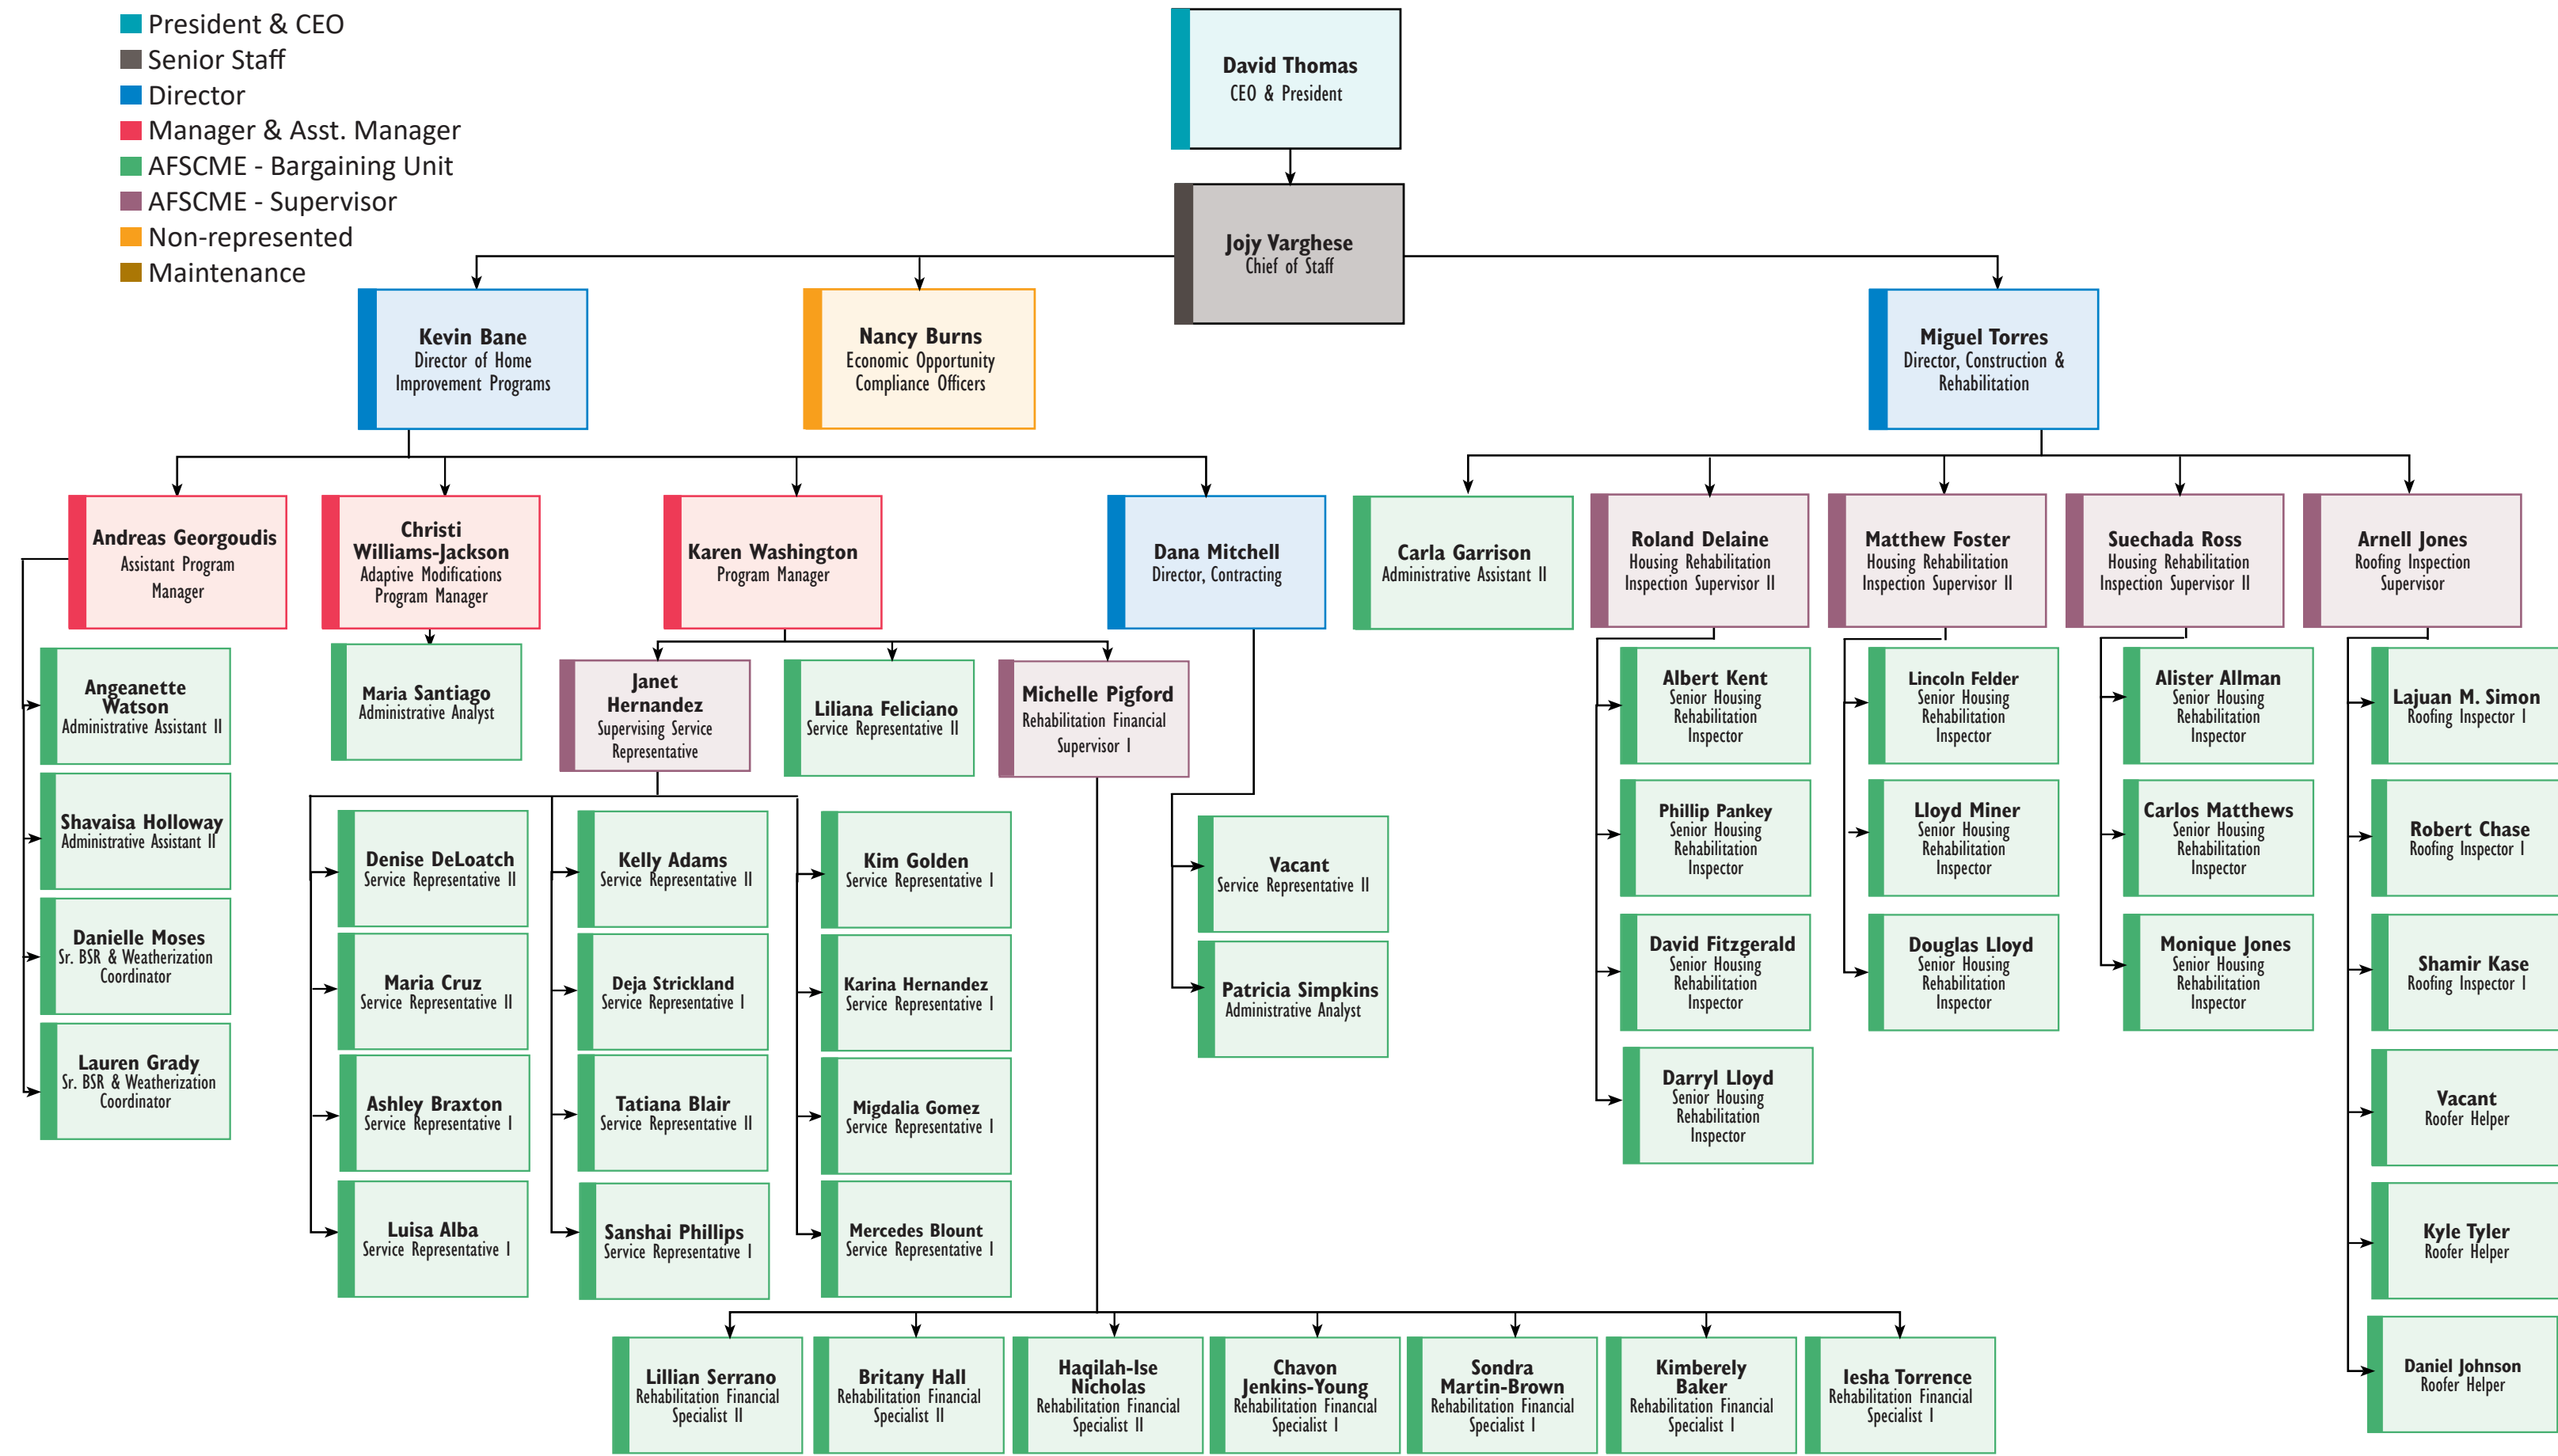 President & CEO
Senior Staff
Director
Manager & Asst. Manager
AFSCME - Bargaining Unit
AFSCME - Supervisor
Non-represented
Maintenance
David Thomas
CEO & President
Jojy Varghese
Chief of Staff
Kevin Bane
Director of Home
Improvement Programs
Nancy Burns
Economic Opportunity
Compliance Officers
Miguel Torres
Director, Construction &
Rehabilitation
Andreas Georgoudis
Assistant Program
Manager
Christi
Williams-Jackson
Adaptive Modifications
Program Manager
Karen Washington
Program Manager
Dana Mitchell
Director, Contracting
Carla Garrison
Administrative Assistant II
Roland Delaine
Housing Rehabilitation
Inspection Supervisor II
Matthew Foster
Housing Rehabilitation
Inspection Supervisor II
Suechada Ross
Housing Rehabilitation
Inspection Supervisor II
Arnell Jones
Roofing Inspection
Supervisor
Angeanette
Watson
Administrative Assistant II
Shavaisa Holloway
Administrative Assistant II
Danielle Moses
Sr. BSR & Weatherization
Coordinator
Lauren Grady
Sr. BSR & Weatherization
Coordinator
Maria Santiago
Administrative Analyst
Janet
Hernandez
Supervising Service
Representative
Liliana Feliciano
Service Representative II
Michelle Pigford
Rehabilitation Financial
Supervisor I
Denise DeLoatch
Service Representative II
Maria Cruz
Service Representative II
Ashley Braxton
Service Representative I
Luisa Alba
Service Representative I
Kelly Adams
Service Representative II
Deja Strickland
Service Representative I
Tatiana Blair
Service Representative II
Sanshai Phillips
Service Representative I
Kim Golden
Service Representative I
Karina Hernandez
Service Representative I
Migdalia Gomez
Service Representative I
Mercedes Blount
Service Representative I
Vacant
Service Representative II
Patricia Simpkins
Administrative Analyst
Albert Kent
Senior Housing
Rehabilitation
Inspector
Phillip Pankey
Senior Housing
Rehabilitation
Inspector
David Fitzgerald
Senior Housing
Rehabilitation
Inspector
Darryl Lloyd
Senior Housing
Rehabilitation
Inspector
Lincoln Felder
Senior Housing
Rehabilitation
Inspector
Lloyd Miner
Senior Housing
Rehabilitation
Inspector
Douglas Lloyd
Senior Housing
Rehabilitation
Inspector
Alister Allman
Senior Housing
Rehabilitation
Inspector
Carlos Matthews
Senior Housing
Rehabilitation
Inspector
Monique Jones
Senior Housing
Rehabilitation
Inspector
Lajuan M. Simon
Roofing Inspector I
Robert Chase
Roofing Inspector I
Shamir Kase
Roofing Inspector I
Vacant
Roofer Helper
Kyle Tyler
Roofer Helper
Daniel Johnson
Roofer Helper
Lillian Serrano
Rehabilitation Financial
Specialist II
Britany Hall
Rehabilitation Financial
Specialist II
Haqilah-Ise
Nicholas
Rehabilitation Financial
Specialist II
Chavon
Jenkins-Young
Rehabilitation Financial
Specialist I
Sondra
Martin-Brown
Rehabilitation Financial
Specialist I
Kimberely
Baker
Rehabilitation Financial
Specialist I
Iesha Torrence
Rehabilitation Financial
Specialist I